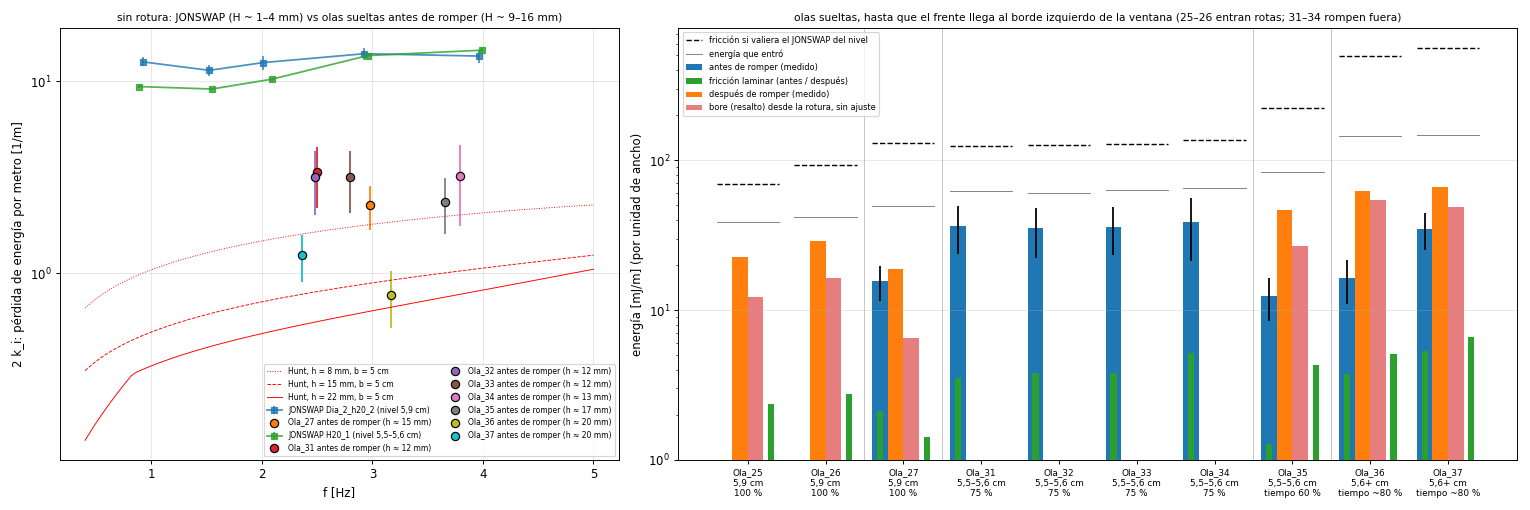 sin rotura: JONSWAP (H ~ 1–4 mm) vs olas sueltas antes de romper (H ~ 9–16 mm)
2 k_i: pérdida de energía por metro [1/m]
10¹
10⁰
Hunt, h = 8 mm, b = 5 cm
Hunt, h = 15 mm, b = 5 cm
Hunt, h = 22 mm, b = 5 cm
JONSWAP Dia_2_h20_2 (nivel 5,9 cm)
Ola_27 antes de romper (h ≈ 15 mm)
JONSWAP H20_1 (nivel 5,5–5,6 cm)
Ola_31 antes de romper (h ≈ 12 mm)
Ola_32 antes de romper (h ≈ 12 mm)
Ola_33 antes de romper (h ≈ 12 mm)
Ola_34 antes de romper (h ≈ 13 mm)
Ola_35 antes de romper (h ≈ 17 mm)
Ola_36 antes de romper (h ≈ 20 mm)
Ola_37 antes de romper (h ≈ 20 mm)
1 2 3 4 5
f [Hz]
olas sueltas, hasta que el frente llega al borde izquierdo de la ventana (25–26 entran rotas; 31–34 rompen fuera)
energía [mJ/m] (por unidad de ancho)
10²
10¹
10⁰
fricción si valiera el JONSWAP del nivel
energía que entró
antes de romper (medido)
fricción laminar (antes / después)
después de romper (medido)
bore (resalto) desde la rotura, sin ajuste
Ola_25
5,9 cm
100 %
Ola_26
5,9 cm
100 %
Ola_27
5,9 cm
100 %
Ola_31
5,5–5,6 cm
75 %
Ola_32
5,5–5,6 cm
75 %
Ola_33
5,5–5,6 cm
75 %
Ola_34
5,5–5,6 cm
75 %
Ola_35
5,5–5,6 cm
tiempo 60 %
Ola_36
5,6+ cm
tiempo ~80 %
Ola_37
5,6+ cm
tiempo ~80 %